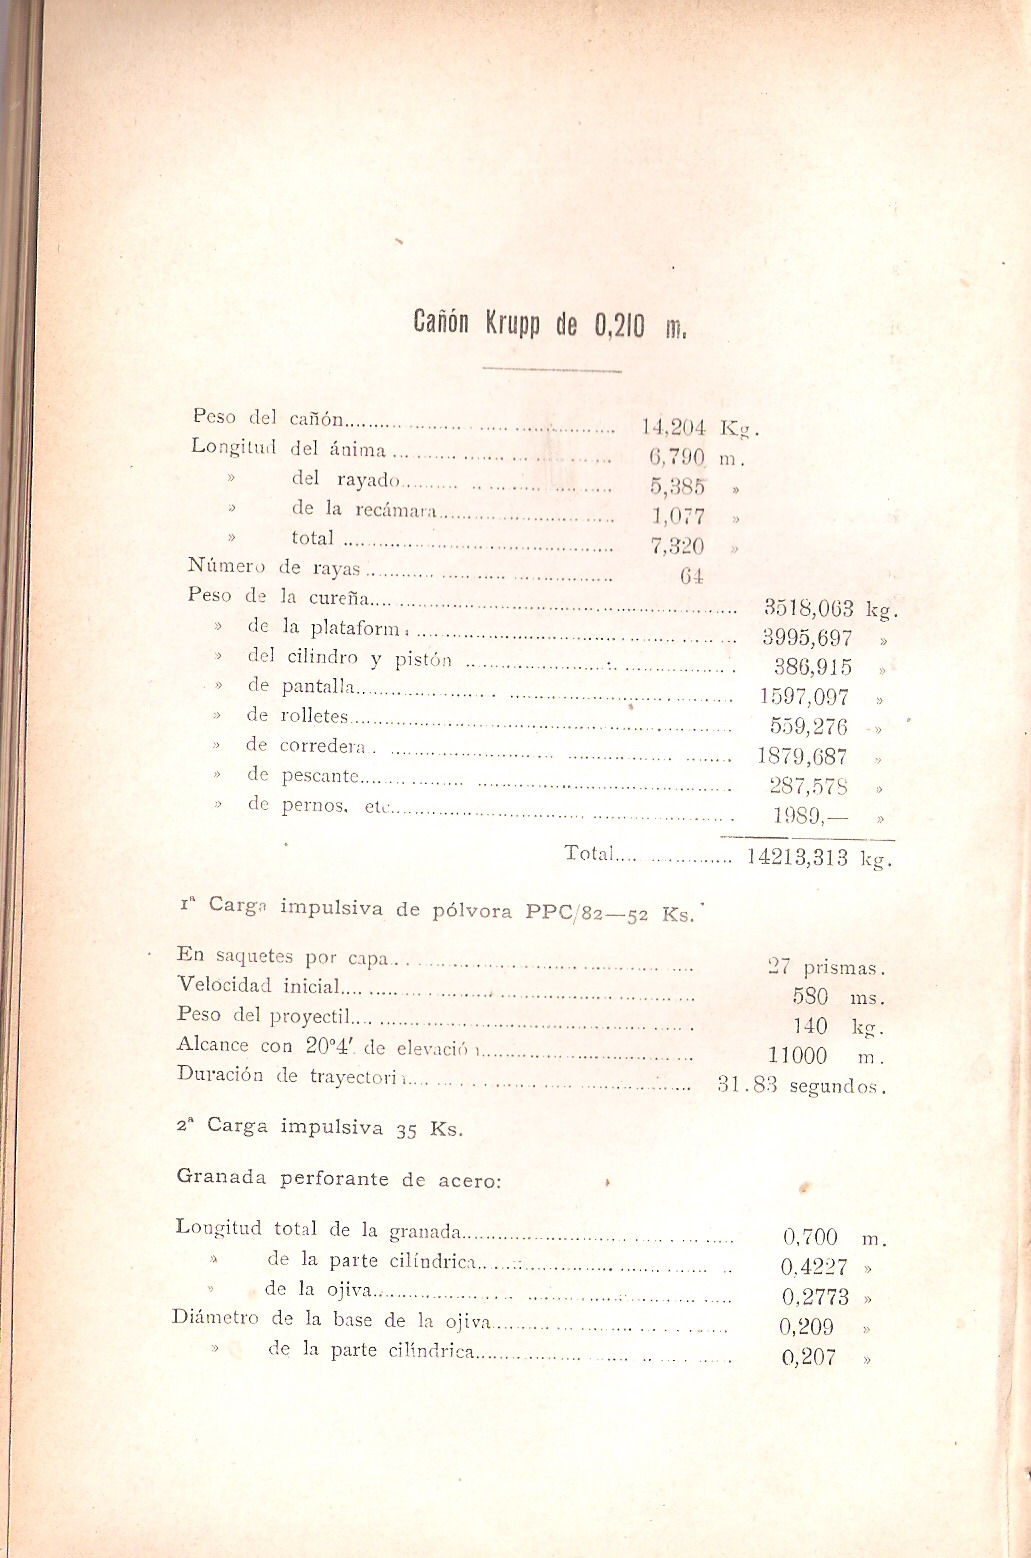 Cañón Krupp de 0,210 m.
Peso del cañón........ 14,204 Kg.
Longitud del ánima........ 6,790 m.
» del rayado........ 5,385 »
» de la recámara........ 1,077 »
» total........ 7,320 »
Número de rayas........ 64
Peso de la cureña........ 3518,063 kg.
» de la plataforma........ 3995,697 »
» del cilindro y pistón........ 386,915 »
» de pantalla........ 1597,097 »
» de rolletes........ 559,276 »
» de corredera........ 1879,687 »
» de pescante........ 287,578 »
» de pernos, etc........ 1989,— »
Total........ 14213,313 kg.
1ª Carga impulsiva de pólvora PPC/82—52 Ks.
En saquetes por capa........ 27 prismas.
Velocidad inicial........ 580 ms.
Peso del proyectil........ 140 kg.
Alcance con 20°4'. de elevación........ 11000 m.
Duración de trayectoria........ 31.83 segundos.
2ª Carga impulsiva 35 Ks.
Granada perforante de acero:
Longitud total de la granada........ 0,700 m.
» de la parte cilíndrica........ 0,4227 »
» de la ojiva........ 0,2773 »
Diámetro de la base de la ojiva........ 0,209 »
» de la parte cilíndrica........ 0,207 »